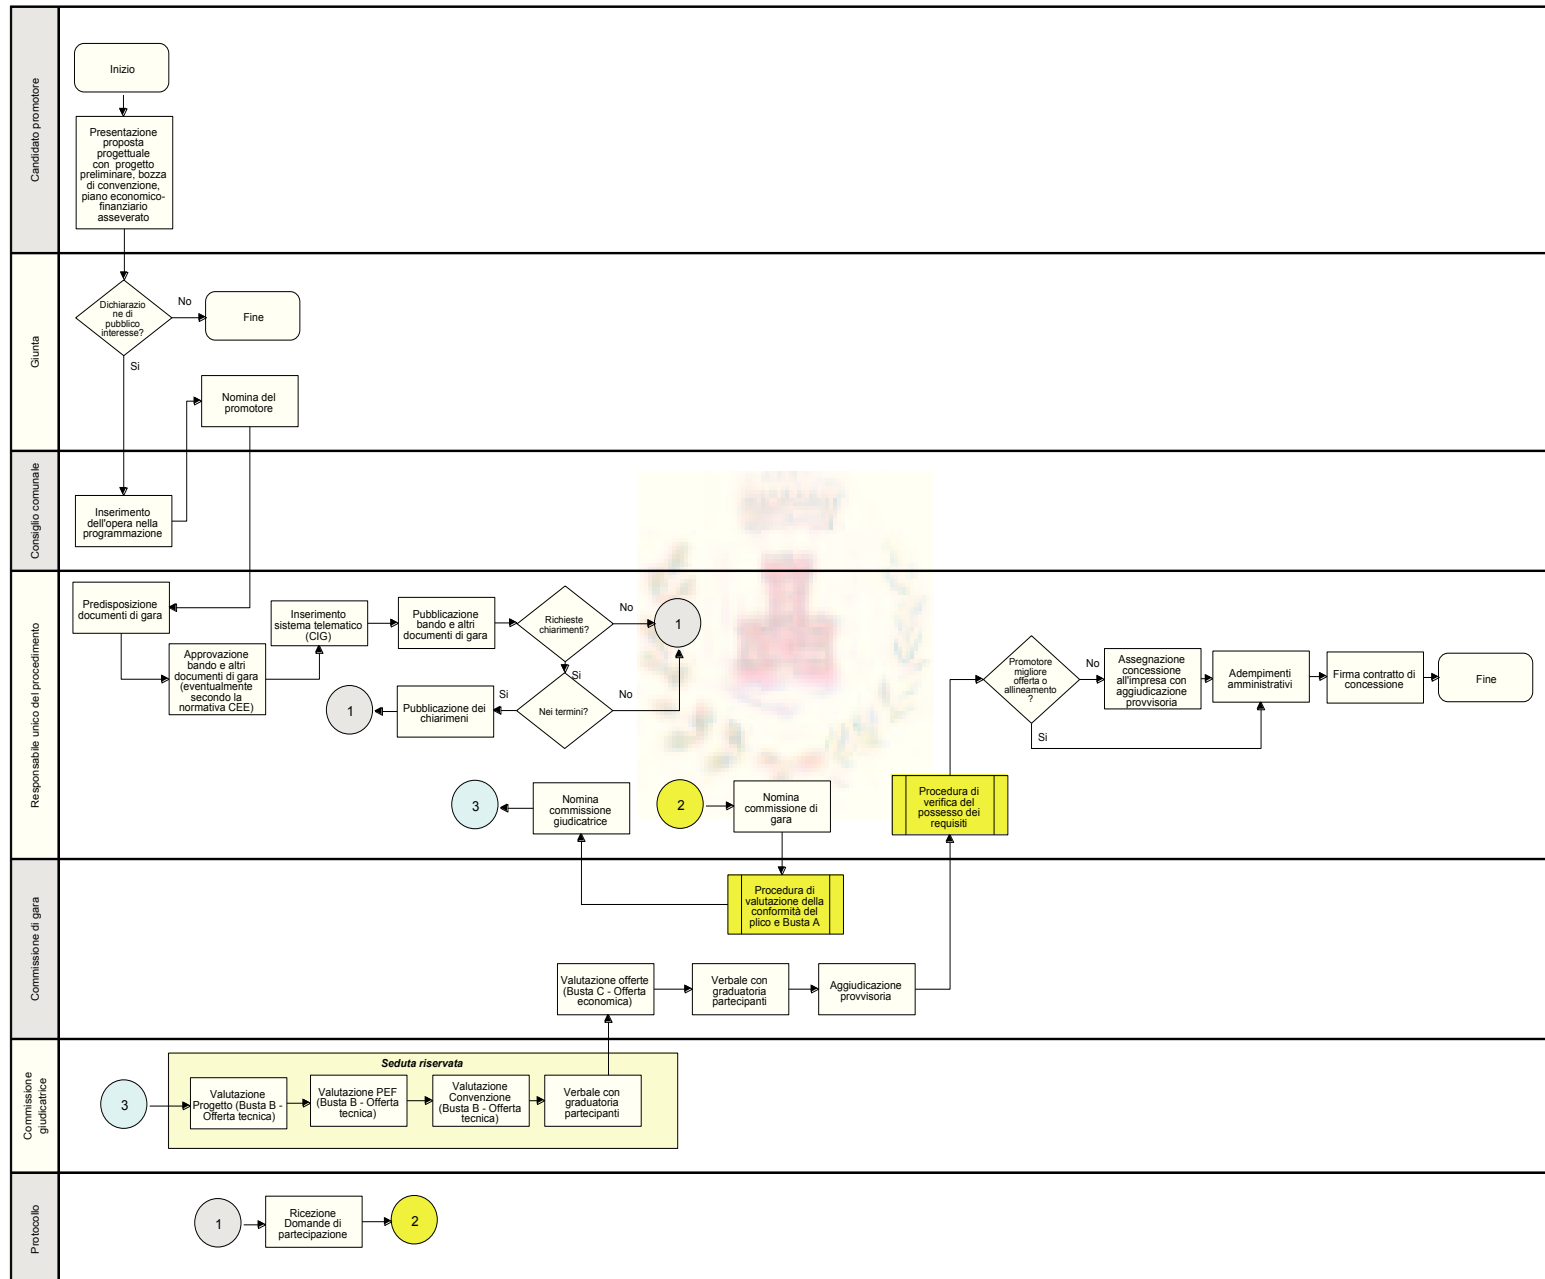 Candidato promotore
Inizio
Presentazione
proposta
progettuale
con progetto
preliminare, bozza
di convenzione,
piano economico-
finanziario
asseverato
Giunta
Dichiarazio
ne di
pubblico
interesse?
No
Fine
Si
Nomina del
promotore
Consiglio comunale
Inserimento
dell'opera nella
programmazione
Responsabile unico del procedimento
Predisposizione
documenti di gara
Approvazione
bando e altri
documenti di gara
(eventualmente
secondo la
normativa CEE)
Inserimento
sistema telematico
(CIG)
Pubblicazione
bando e altri
documenti di gara
Richieste
chiarimenti?
No
1
Si
Nei termini?
No
Si
Pubblicazione dei
chiarimeni
1
Promotore
migliore
offerta o
allineamento
?
No
Si
Assegnazione
concessione
all'impresa con
aggiudicazione
provvisoria
Adempimenti
amministrativi
Firma contratto di
concessione
Fine
3
Nomina
commissione
giudicatrice
2
Nomina
commissione di
gara
Procedura di
verifica del
possesso dei
requisiti
Commissione di gara
Procedura di
valutazione della
conformità del
plico e Busta A
Valutazione offerte
(Busta C - Offerta
economica)
Verbale con
graduatoria
partecipanti
Aggiudicazione
provvisoria
Commissione
giudicatrice
Seduta riservata
3
Valutazione
Progetto (Busta B -
Offerta tecnica)
Valutazione PEF
(Busta B - Offerta
tecnica)
Valutazione
Convenzione
(Busta B - Offerta
tecnica)
Verbale con
graduatoria
partecipanti
Protocollo
1
Ricezione
Domande di
partecipazione
2